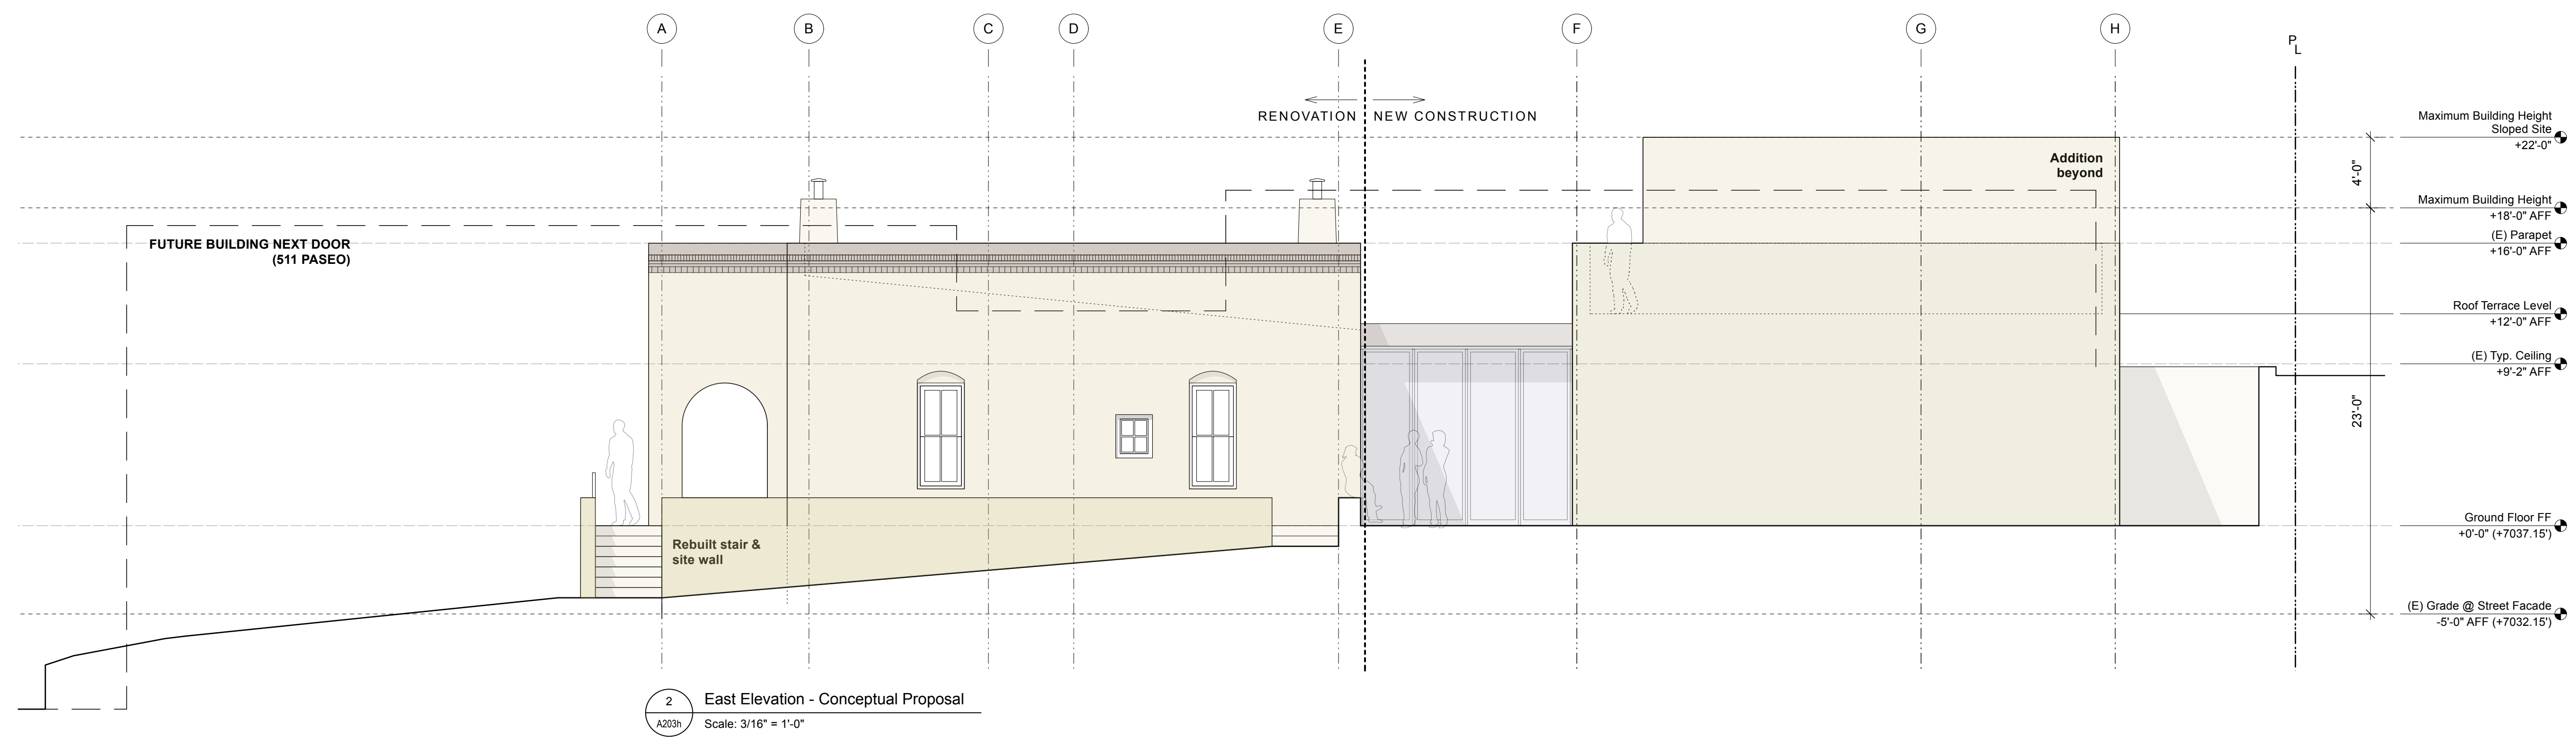 A
B
C
D
E
F
G
H
P
L
RENOVATION
NEW CONSTRUCTION
Maximum Building Height
Sloped Site
+22'-0"
Addition
beyond
4'-0"
Maximum Building Height
+18'-0" AFF
(E) Parapet
+16'-0" AFF
FUTURE BUILDING NEXT DOOR
(511 PASEO)
Roof Terrace Level
+12'-0" AFF
(E) Typ. Ceiling
+9'-2" AFF
23'-0"
Ground Floor FF
+0'-0" (+7037.15')
Rebuilt stair &
site wall
(E) Grade @ Street Facade
-5'-0" AFF (+7032.15')
2
A203h
East Elevation - Conceptual Proposal
Scale: 3/16" = 1'-0"